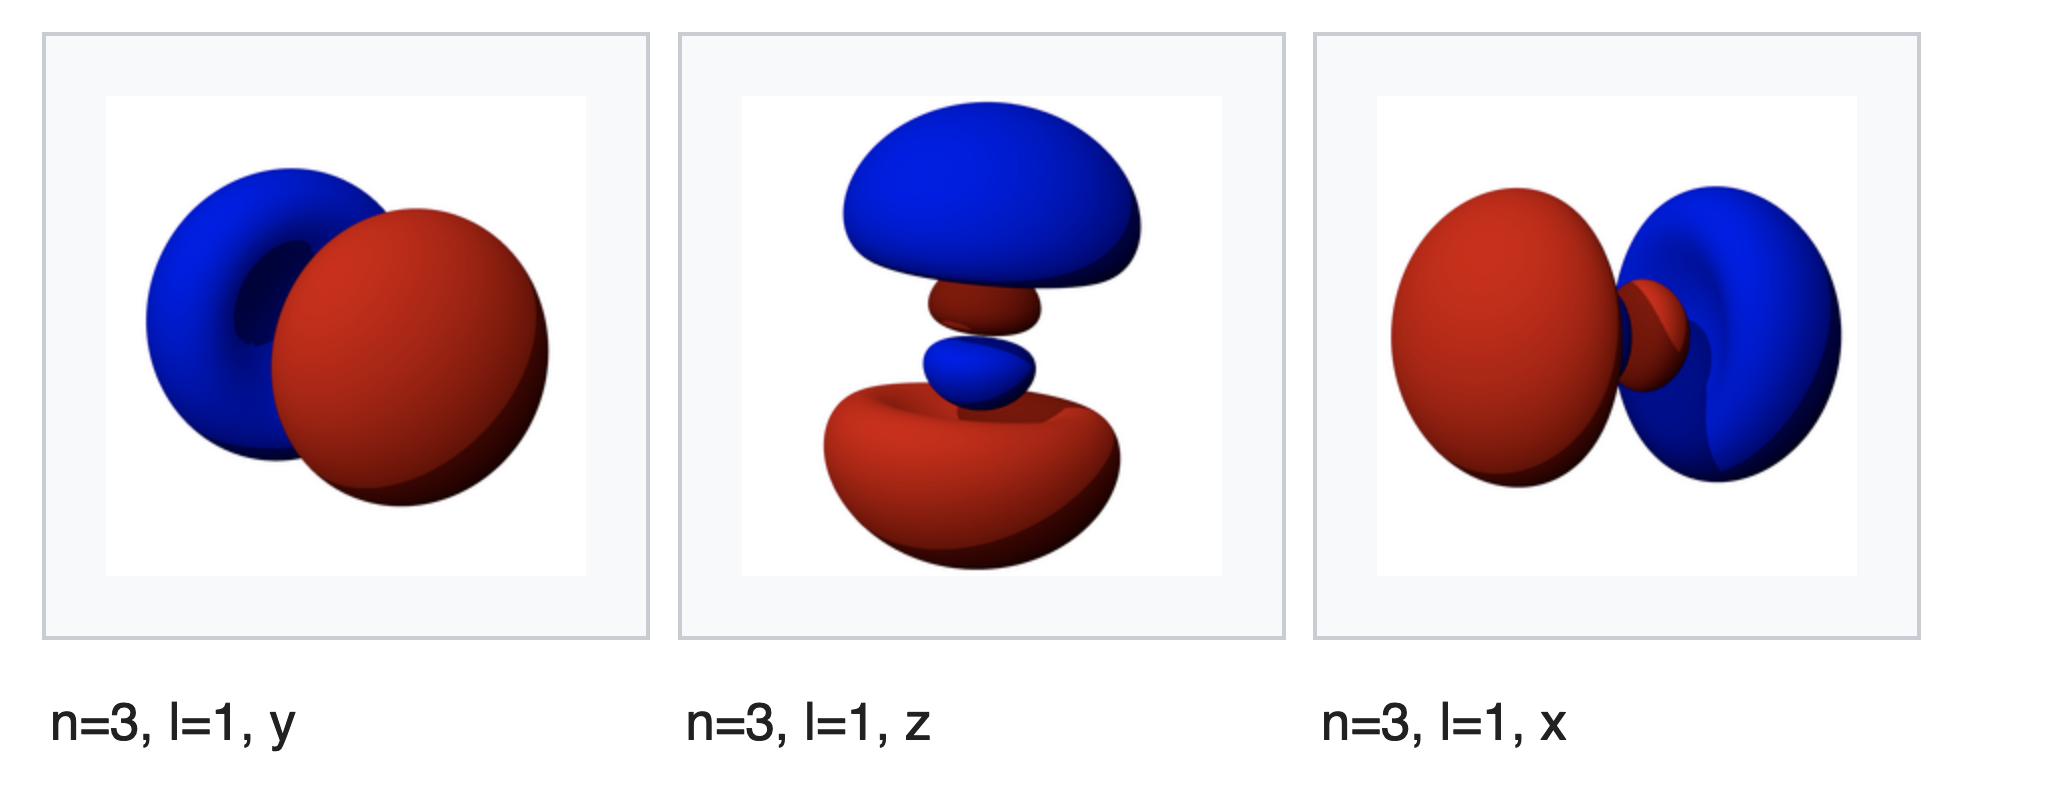 n=3, l=1, y
n=3, l=1, z
n=3, l=1, x